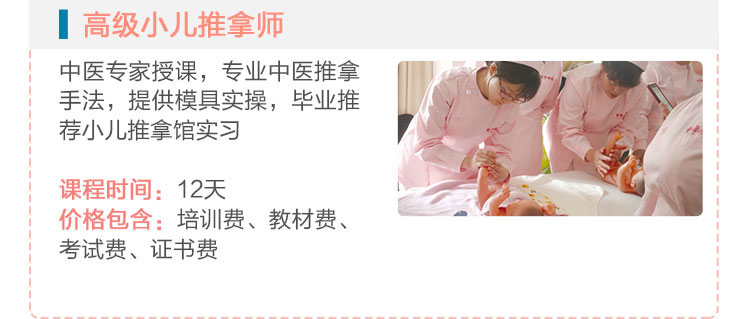 高级小儿推拿师
中医专家授课，专业中医推拿
手法，提供模具实操，毕业推
荐小儿推拿馆实习
课程时间：12天
价格包含：培训费、教材费、
考试费、证书费